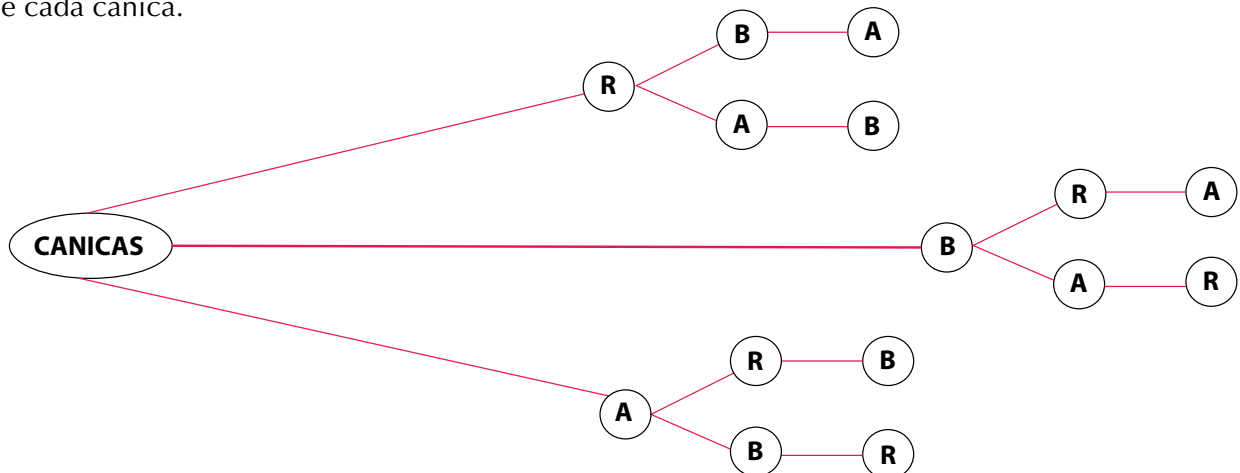 e cada canica.
B A
R
A B
R A
CANICAS B
A R
R B
A
B R